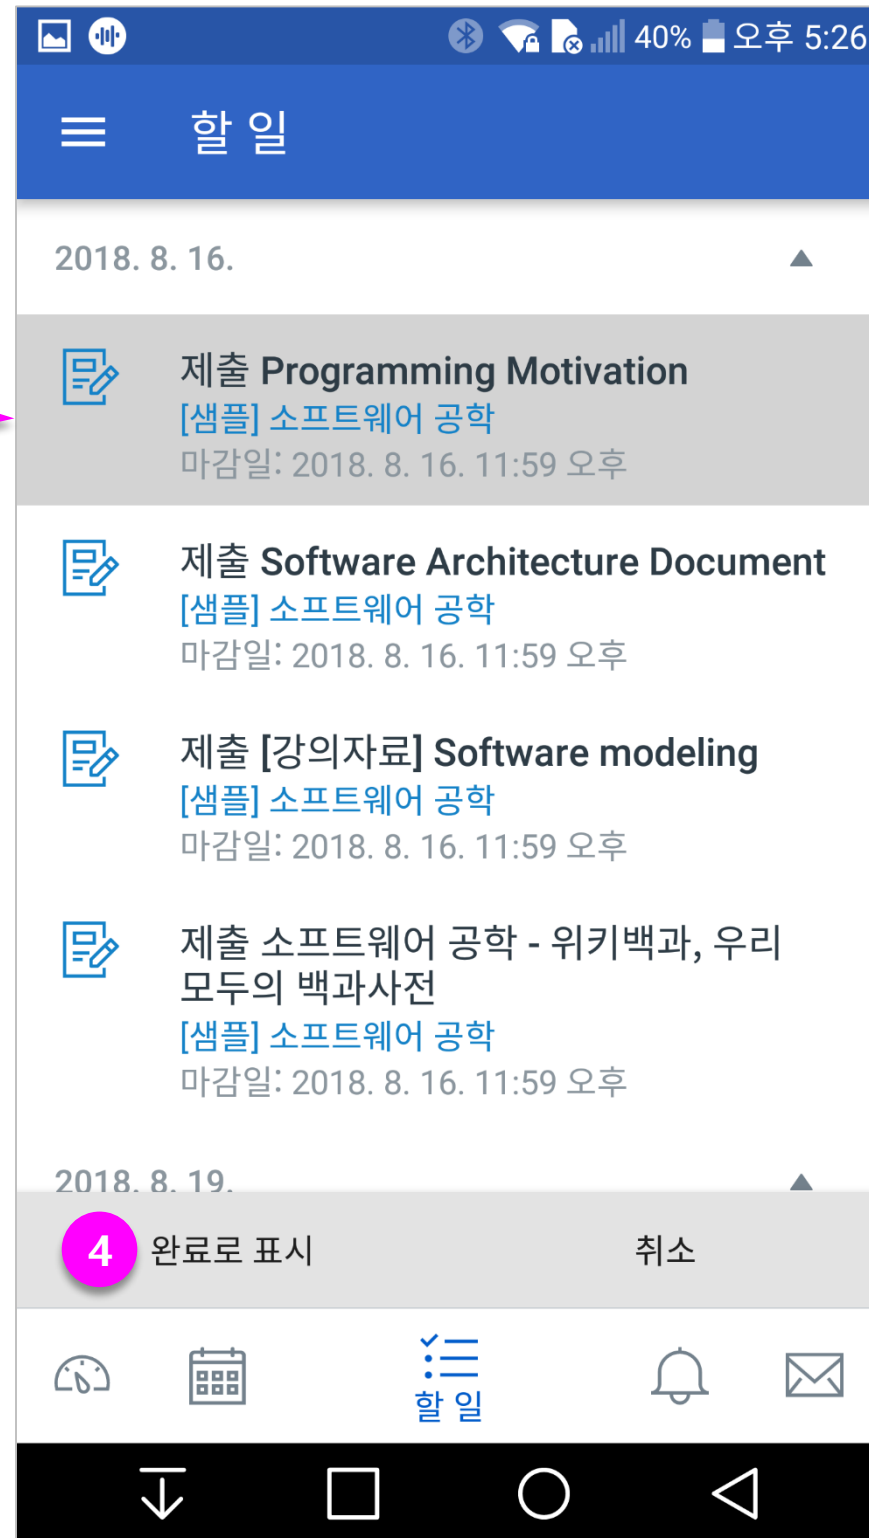 40% 오후 5:26
할 일
2018. 8. 16.
제출 Programming Motivation
[샘플] 소프트웨어 공학
마감일: 2018. 8. 16. 11:59 오후
제출 Software Architecture Document
[샘플] 소프트웨어 공학
마감일: 2018. 8. 16. 11:59 오후
제출 [강의자료] Software modeling
[샘플] 소프트웨어 공학
마감일: 2018. 8. 16. 11:59 오후
제출 소프트웨어 공학 - 위키백과, 우리
모두의 백과사전
[샘플] 소프트웨어 공학
마감일: 2018. 8. 16. 11:59 오후
2018. 8. 19.
4 완료로 표시 취소
할 일